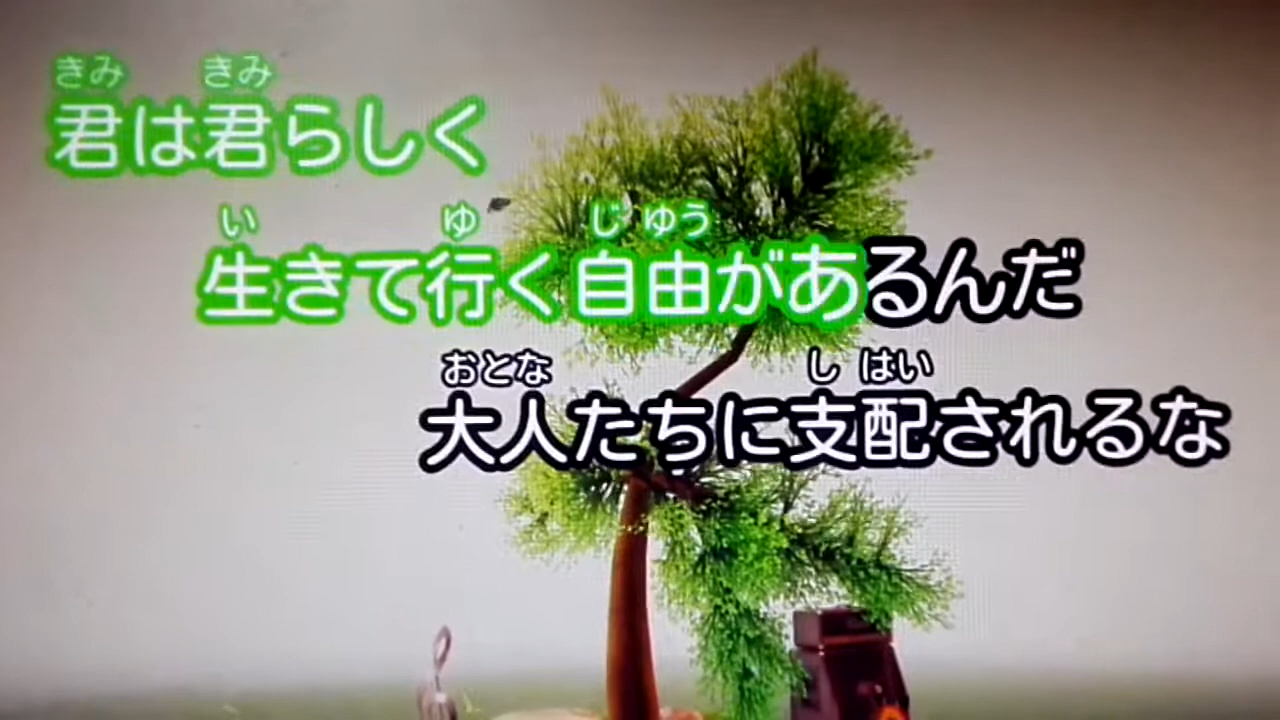 きみ きみ
君は君らしく
い ゆ じ ゆう
生きて行く自由があるんだ
おとな し はい
大人たちに支配されるな